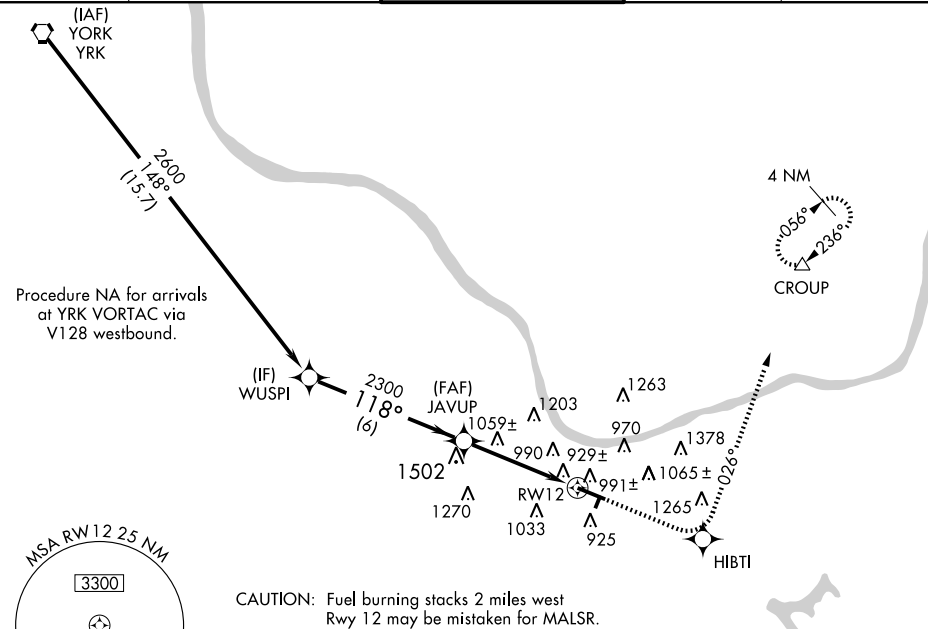 (IAF)
YORK
YRK
2600
148°
(15.7)
4 NM
056°
236°
CROUP
Procedure NA for arrivals
at YRK VORTAC via
V128 westbound.
(IF)
WUSPI
2300
118°
(6)
(FAF)
JAVUP
1263
1203
1059±
970
1378
990
929±
1502
991±
1065±
026°
RW12
1265
1270
1033
925
HIBTI
MSA RW12 25 NM
3300
CAUTION: Fuel burning stacks 2 miles west
Rwy 12 may be mistaken for MALSR.